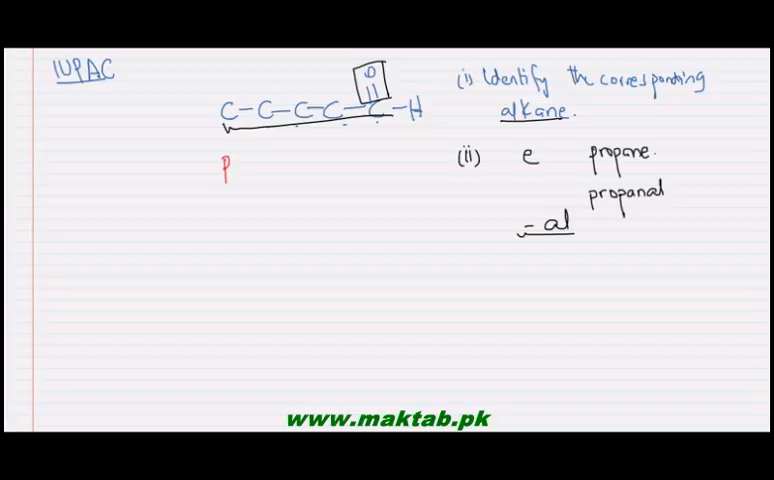 IUPAC
O
||
C - C - C - C - C - H
P
(i) Identify the corresponding
alkane.
(ii) e propane.
propanal
- al
www.maktab.pk